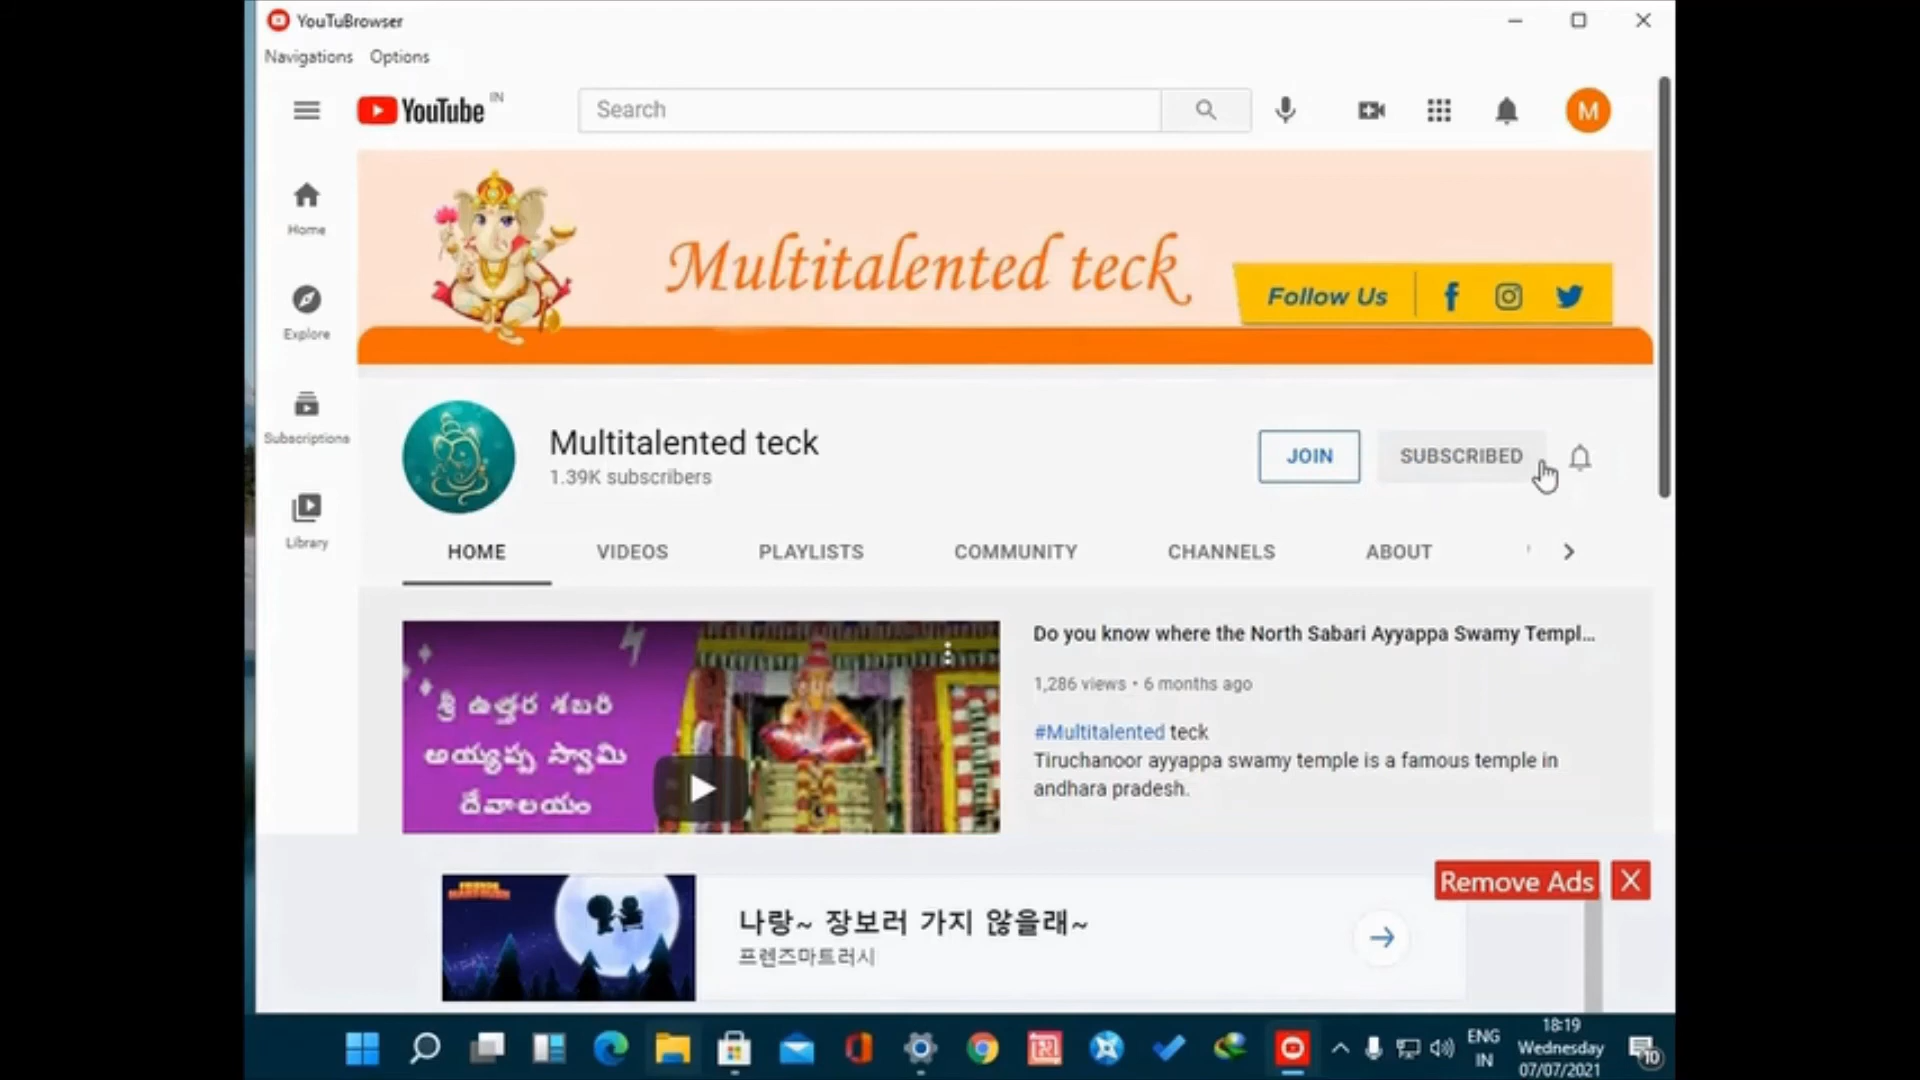 YouTuBrowser
Navigations Options
YouTube IN
Search
M
Home
Explore
Subscriptions
Library
Multitalented teck
Follow Us
Multitalented teck
1.39K subscribers
JOIN
SUBSCRIBED
HOME VIDEOS PLAYLISTS COMMUNITY CHANNELS ABOUT
శ్రీ ఉత్తర శబరి
అయ్యప్ప స్వామి
దేవాలయం
Do you know where the North Sabari Ayyappa Swamy Templ...
1,286 views • 6 months ago
#Multitalented teck
Tiruchanoor ayyappa swamy temple is a famous temple in
andhara pradesh.
Remove Ads X
나랑~ 장보러 가지 않을래~
프렌즈마트러시
ENG
IN
18:19
Wednesday
07/07/2021
10